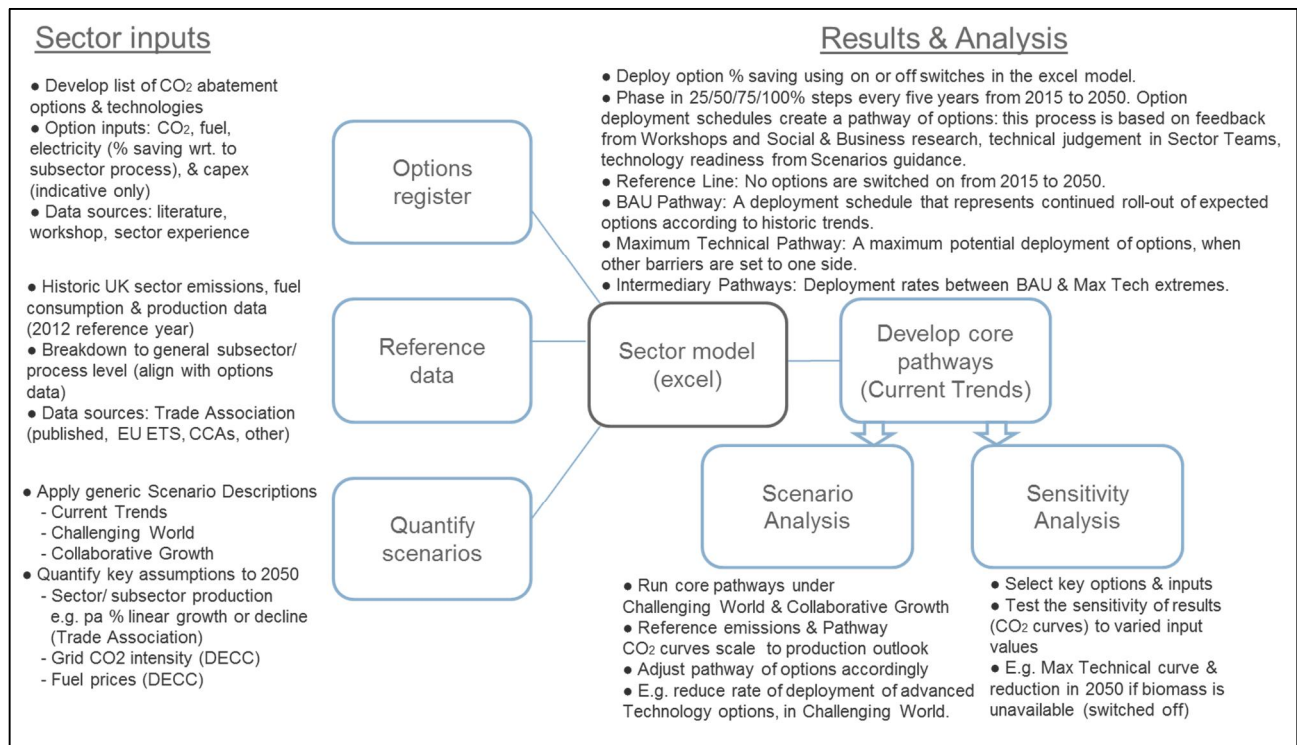 Sector inputs
● Develop list of CO₂ abatement
options & technologies
● Option inputs: CO₂, fuel,
electricity (% saving wrt. to
subsector process), & capex
(indicative only)
● Data sources: literature,
workshop, sector experience
● Historic UK sector emissions, fuel
consumption & production data
(2012 reference year)
● Breakdown to general subsector/
process level (align with options
data)
● Data sources: Trade Association
(published, EU ETS, CCAs, other)
● Apply generic Scenario Descriptions
- Current Trends
- Challenging World
- Collaborative Growth
● Quantify key assumptions to 2050
- Sector/ subsector production
e.g. pa % linear growth or decline
(Trade Association)
- Grid CO2 intensity (DECC)
- Fuel prices (DECC)
Options
register
Reference
data
Quantify
scenarios
Sector model
(excel)
Results & Analysis
● Deploy option % saving using on or off switches in the excel model.
● Phase in 25/50/75/100% steps every five years from 2015 to 2050. Option
deployment schedules create a pathway of options: this process is based on feedback
from Workshops and Social & Business research, technical judgement in Sector Teams,
technology readiness from Scenarios guidance.
● Reference Line: No options are switched on from 2015 to 2050.
● BAU Pathway: A deployment schedule that represents continued roll-out of expected
options according to historic trends.
● Maximum Technical Pathway: A maximum potential deployment of options, when
other barriers are set to one side.
● Intermediary Pathways: Deployment rates between BAU & Max Tech extremes.
Develop core
pathways
(Current Trends)
Scenario
Analysis
● Run core pathways under
Challenging World & Collaborative Growth
● Reference emissions & Pathway
CO₂ curves scale to production outlook
● Adjust pathway of options accordingly
● E.g. reduce rate of deployment of advanced
Technology options, in Challenging World.
Sensitivity
Analysis
● Select key options & inputs
● Test the sensitivity of results
(CO₂ curves) to varied input
values
● E.g. Max Technical curve &
reduction in 2050 if biomass is
unavailable (switched off)